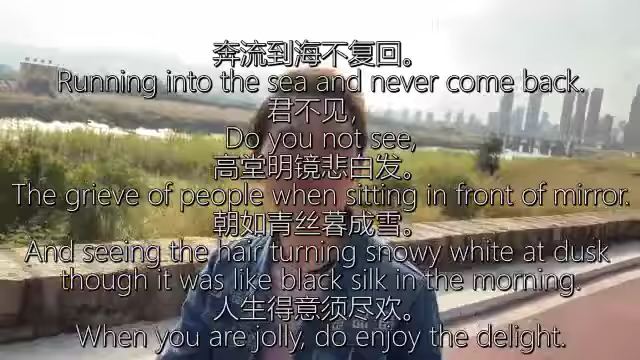 奔流到海不复回。
Running into the sea and never come back.
君不见，
Do you not see,
高堂明镜悲白发。
The grieve of people when sitting in front of mirror.
朝如青丝暮成雪。
And seeing the hair turning snowy white at dusk
though it was like black silk in the morning.
人生得意须尽欢。
When you are jolly, do enjoy the delight.